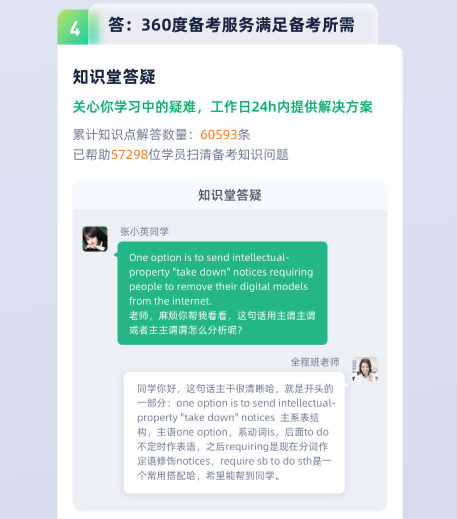 4
答：360度备考服务满足备考所需
知识堂答疑
关心你学习中的疑难，工作日24h内提供解决方案
累计知识点解答数量：60593条
已帮助57298位学员扫清备考知识问题
知识堂答疑
张小英同学
One option is to send intellectual-
property "take down" notices requiring
people to remove their digital models
from the internet.
老师，麻烦你帮我看看，这句话用主谓主谓
或者主主谓谓怎么分析呢？
全程班老师
同学你好，这句话主干很清晰哈，就是开头的
一部分：one option is to send intellectual-
property "take down" notices 主系表结
构，主语one option，系动词is，后面to do
不定时作表语，之后requiring是现在分词作
定语修饰notices，require sb to do sth是一
个常用搭配哈，希望能帮到同学。